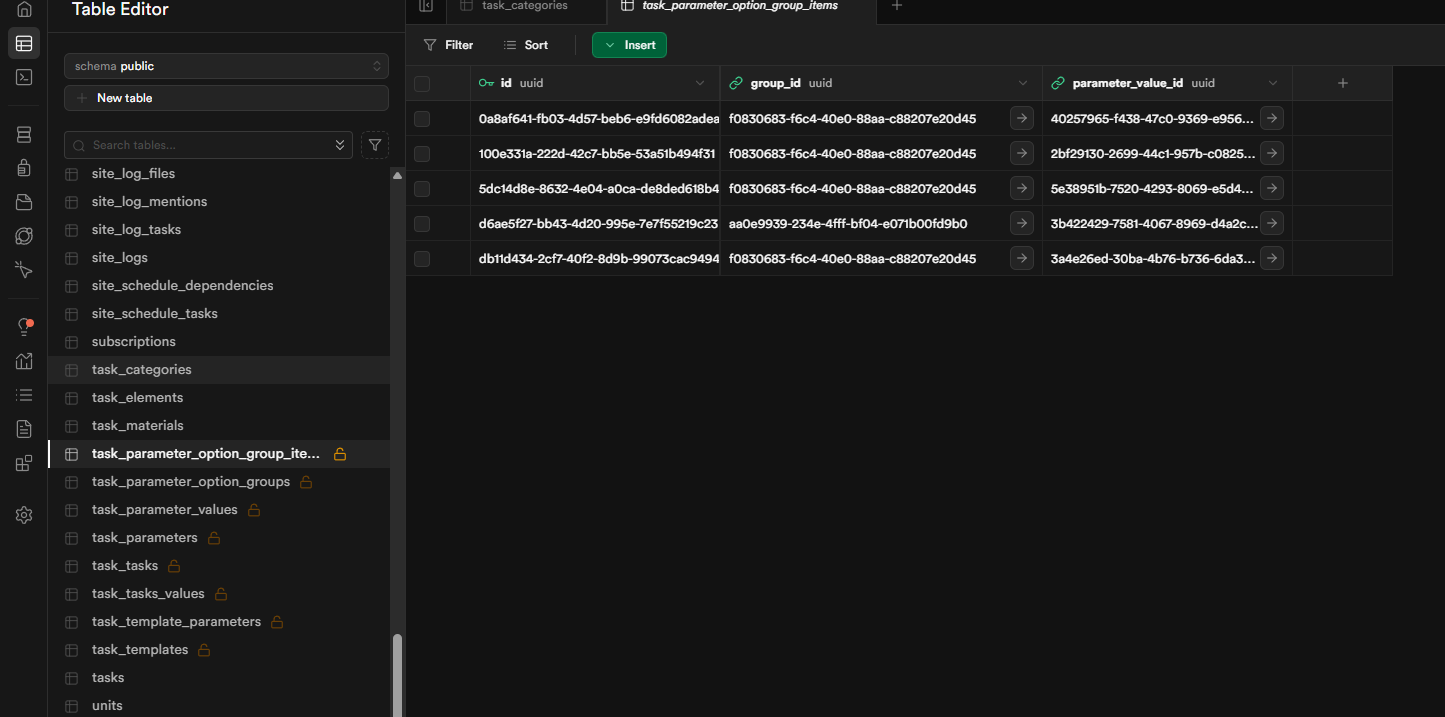 Table Editor
schema public
New table
Search tables...
site_log_files
site_log_mentions
site_log_tasks
site_logs
site_schedule_dependencies
site_schedule_tasks
subscriptions
task_categories
task_elements
task_materials
task_parameter_option_group_ite...
task_parameter_option_groups
task_parameter_values
task_parameters
task_tasks
task_tasks_values
task_template_parameters
task_templates
tasks
units
task_categories
task_parameter_option_group_items
Filter
Sort
Insert
id uuid group_id uuid parameter_value_id uuid
0a8af641-fb03-4d57-beb6-e9fd6082adea f0830683-f6c4-40e0-88aa-c88207e20d45 40257965-f438-47c0-9369-e956...
100e331a-222d-42c7-bb5e-53a51b494f31 f0830683-f6c4-40e0-88aa-c88207e20d45 2bf29130-2699-44c1-957b-c0825...
5dc14d8e-8632-4e04-a0ca-de8ded618b4 f0830683-f6c4-40e0-88aa-c88207e20d45 5e38951b-7520-4293-8069-e5d4...
d6ae5f27-bb43-4d20-995e-7e7f55219c23 aa0e9939-234e-4fff-bf04-e071b00fd9b0 3b422429-7581-4067-8969-d4a2c...
db11d434-2cf7-40f2-8d9b-99073cac9494 f0830683-f6c4-40e0-88aa-c88207e20d45 3a4e26ed-30ba-4b76-b736-6da3...